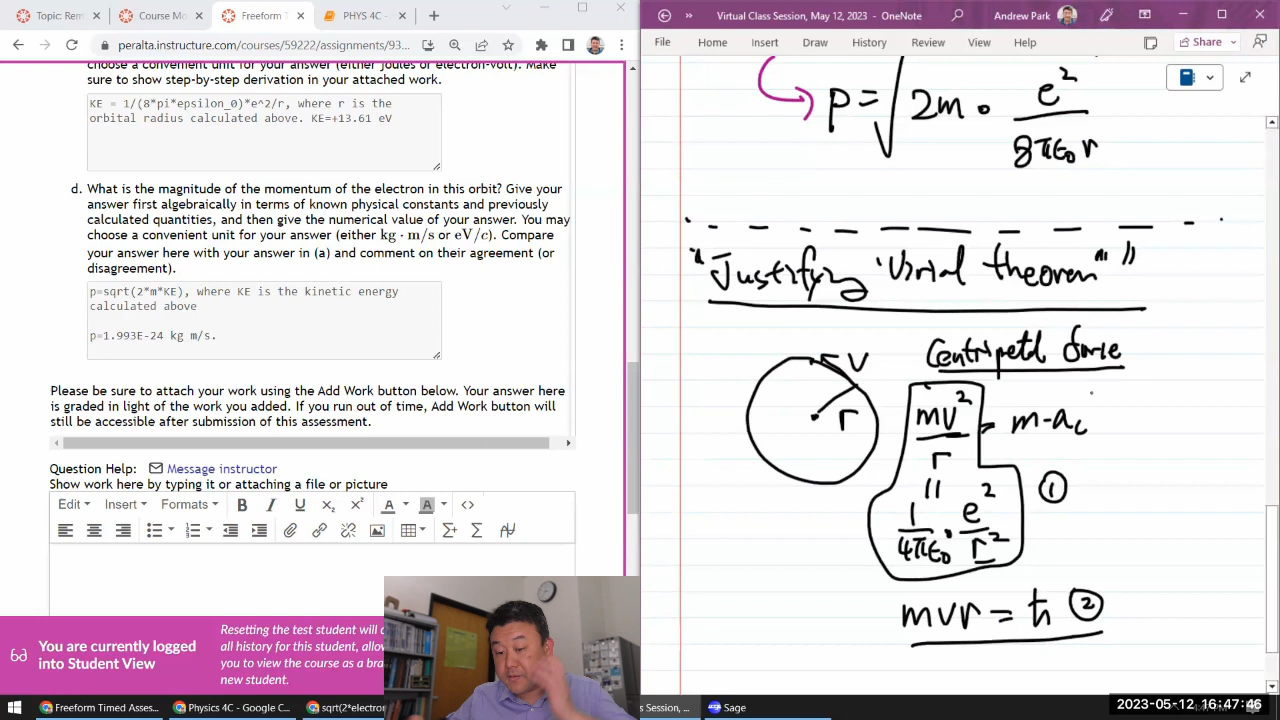 Topic Rem
Course Mo
Freeform T
PHYS 4C -
peralta.instructure.com/courses/59222/assignments/93...
choose a convenient unit for your answer (either joules or electron-volt). Make
sure to show step-by-step derivation in your attached work.
KE = 1/(8*pi*epsilon_0)*e^2/r, where r is the
orbital radius calculated above. KE=+13.61 eV
d. What is the magnitude of the momentum of the electron in this orbit? Give your
answer first algebraically in terms of known physical constants and previously
calculated quantities, and then give the numerical value of your answer. You may
choose a convenient unit for your answer (either kg · m/s or eV/c). Compare
your answer here with your answer in (a) and comment on their agreement (or
disagreement).
p=sqrt(2*m*KE), where KE is the kinetic energy
calculated above
p=1.993E-24 kg m/s.
Please be sure to attach your work using the Add Work button below. Your answer here
is graded in light of the work you added. If you run out of time, Add Work button will
still be accessible after submission of this assessment.
Question Help: Message instructor
Show work here by typing it or attaching a file or picture
Edit Insert Formats B I U x₂ x² A A <>
You are currently logged
into Student View
Resetting the test student will c
all history for this student, allow
you to view the course as a bra
new student.
Virtual Class Session, May 12, 2023 - OneNote
Andrew Park
File Home Insert Draw History Review View Help Share
p = √ 2m · e²
8πε₀ r
"Justifying 'Virial theorem'"
Centripetal force
v
r
mv² = m·a_c
r
||
1 · e² ①
4πε₀ r²
mvr = ħ ②
Freeform Timed Asses...
Physics 4C - Google C...
sqrt(2*electron
s Session, ...
Sage
2023-05-12 16:47:46